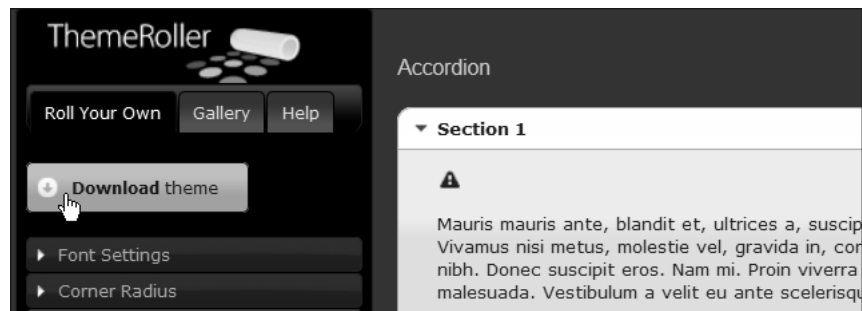 ThemeRoller
Roll Your Own
Gallery
Help
Download theme
Font Settings
Corner Radius
Accordion
Section 1
Mauris mauris ante, blandit et, ultrices a, suscip
Vivamus nisi metus, molestie vel, gravida in, cor
nibh. Donec suscipit eros. Nam mi. Proin viverra
malesuada. Vestibulum a velit eu ante scelerisqu